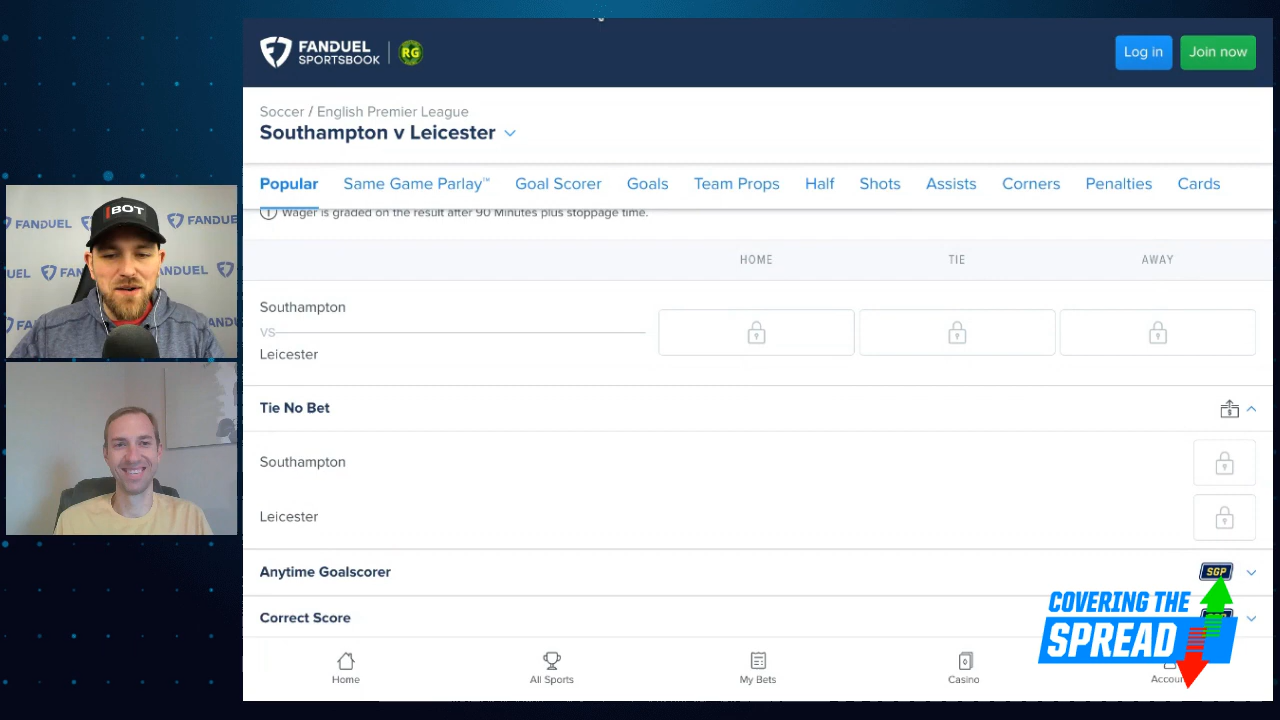 FANDUEL
SPORTSBOOK
RG
Log in
Join now
Soccer / English Premier League
Southampton v Leicester
Popular
Same Game Parlay™
Goal Scorer
Goals
Team Props
Half
Shots
Assists
Corners
Penalties
Cards
Wager is graded on the result after 90 Minutes plus stoppage time.
HOME
TIE
AWAY
Southampton
VS
Leicester
Tie No Bet
Southampton
Leicester
Anytime Goalscorer
SGP
Correct Score
Home
All Sports
My Bets
Casino
COVERING THE
SPREAD
BOT
FANDUEL
FANDUE
UEL